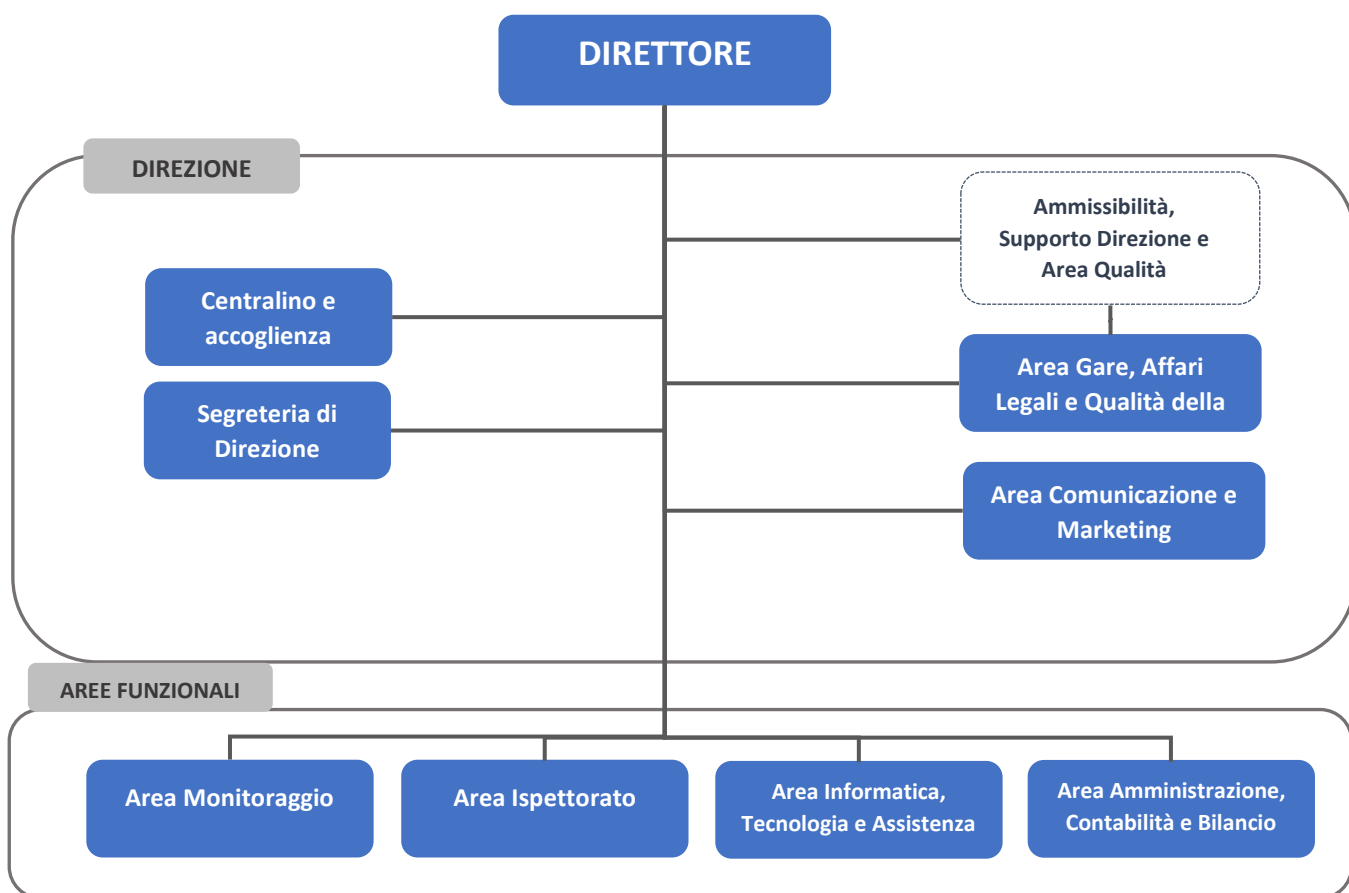 DIRETTORE
DIREZIONE
Ammissibilità,
Supporto Direzione e
Area Qualità
Centralino e
accoglienza
Area Gare, Affari
Legali e Qualità della
Segreteria di
Direzione
Area Comunicazione e
Marketing
AREE FUNZIONALI
Area Monitoraggio
Area Ispettorato
Area Informatica,
Tecnologia e Assistenza
Area Amministrazione,
Contabilità e Bilancio